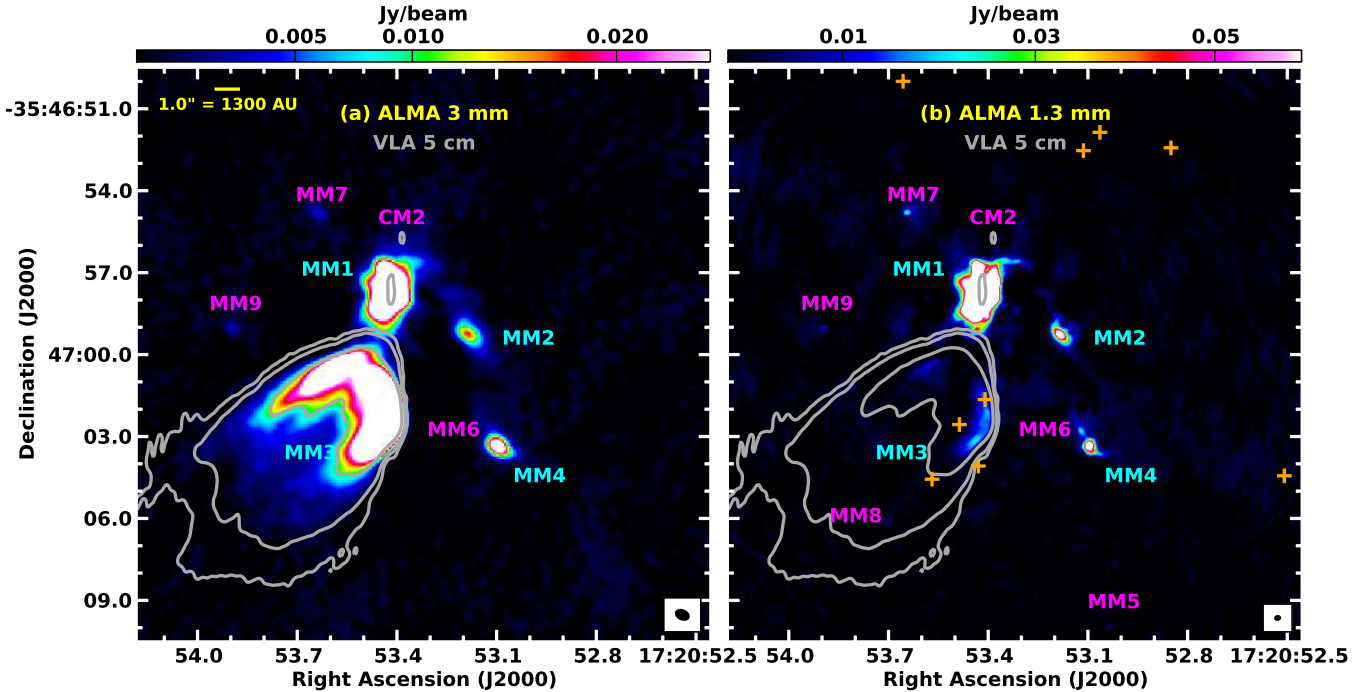 Jy/beam Jy/beam
0.005 0.010 0.020 0.01 0.03 0.05
1.0" = 1300 AU
(a) ALMA 3 mm
VLA 5 cm
(b) ALMA 1.3 mm
VLA 5 cm
-35:46:51.0
54.0
57.0
47:00.0
03.0
06.0
09.0
Declination (J2000)
MM7
CM2
MM1
MM9
MM2
MM6
MM3
MM4
MM7
CM2
MM1
MM9
MM2
MM6
MM3
MM4
MM8
MM5
54.0 53.7 53.4 53.1 52.8 17:20:52.5 54.0 53.7 53.4 53.1 52.8 17:20:52.5
Right Ascension (J2000) Right Ascension (J2000)